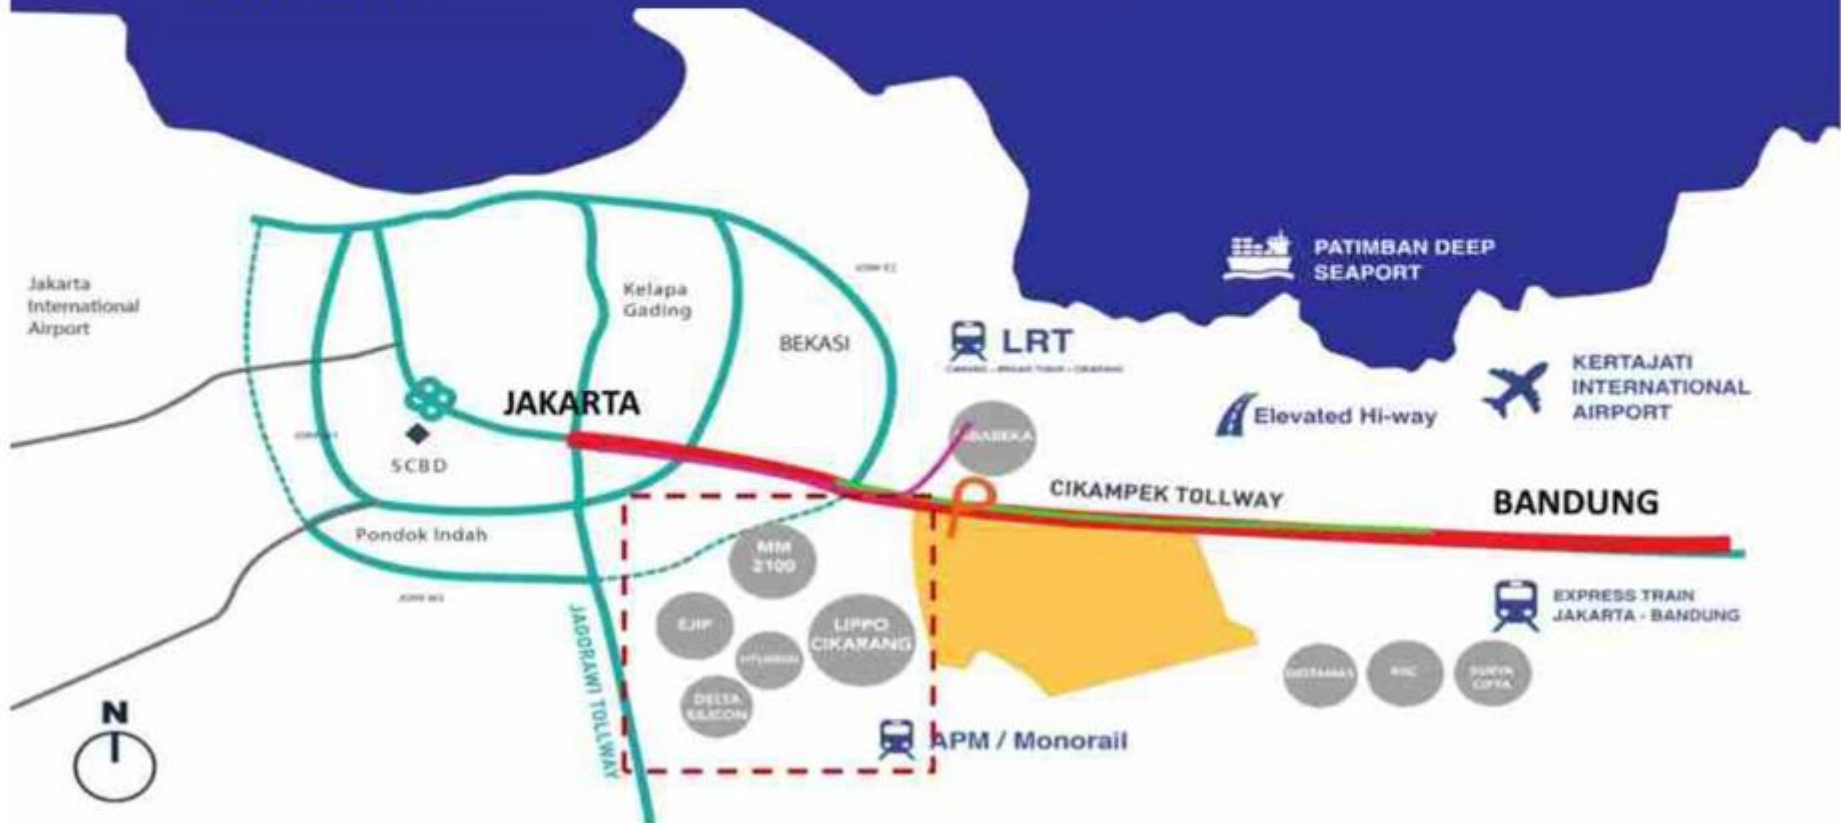 PATIMBAN DEEP
SEAPORT
Jakarta
International
Airport
Kelapa
Gading
BEKASI
LRT
KERTAJATI
INTERNATIONAL
AIRPORT
Elevated Hi-way
JAKARTA
SCBD
CIKAMPEK TOLLWAY
BANDUNG
Pondok Indah
MM
2100
EXPRESS TRAIN
JAKARTA - BANDUNG
EJIP
LIPPO
CIKARANG
DELTA
SILICON
SURYA
CIPTA
JAGORAWI TOLLWAY
APM / Monorail
N